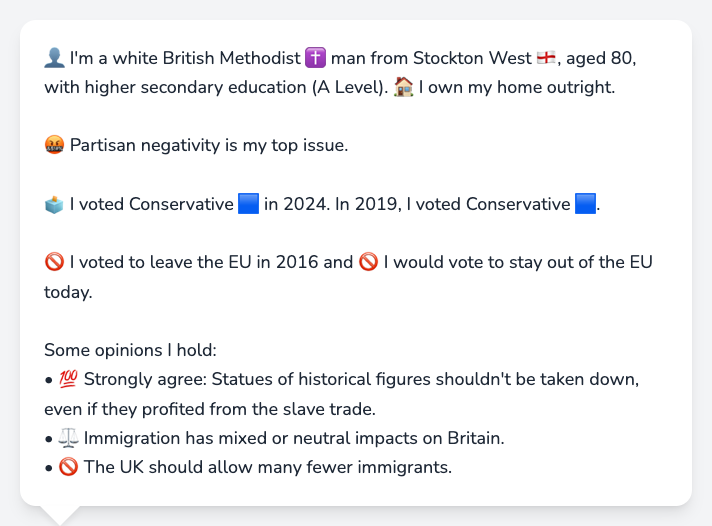 👤 I'm a white British Methodist ✝️ man from Stockton West 🏴󠁧󠁢󠁥󠁮󠁧󠁿, aged 80,
with higher secondary education (A Level). 🏠 I own my home outright.
🤬 Partisan negativity is my top issue.
🗳️ I voted Conservative 🟦 in 2024. In 2019, I voted Conservative 🟦.
🚫 I voted to leave the EU in 2016 and 🚫 I would vote to stay out of the EU
today.
Some opinions I hold:
• 💯 Strongly agree: Statues of historical figures shouldn't be taken down,
even if they profited from the slave trade.
• ⚖️ Immigration has mixed or neutral impacts on Britain.
• 🚫 The UK should allow many fewer immigrants.